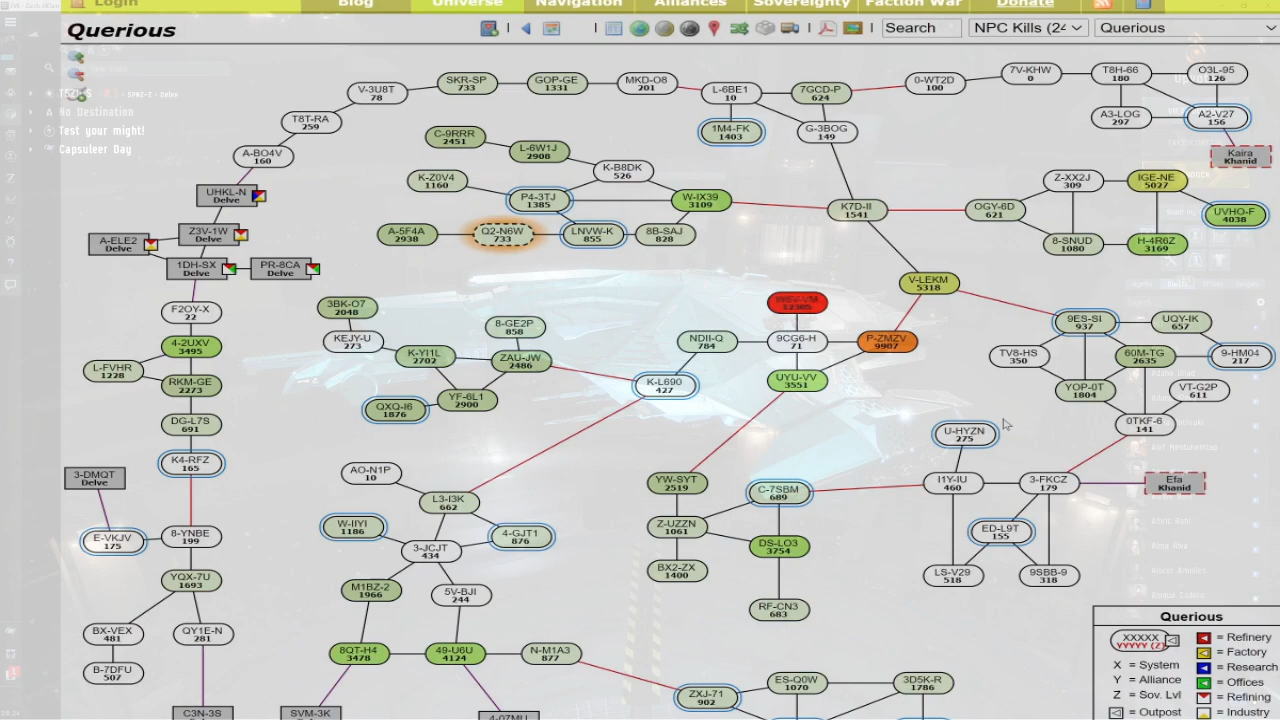 Login Blog Universe Navigation Alliances Sovereignty Faction War Donate
Querious
Search NPC Kills (24 Querious
No Destination
Test your might!
Capsuleer Day
V-3U8T
78
SKR-SP
733
GOP-GE
1331
MKD-O8
201
L-6BE1
10
7GCD-P
624
0-WT2D
100
7V-KHW
0
T8H-66
180
O3L-95
126
T8T-RA
259
1M4-FK
1403
G-3BOG
149
A3-LOG
297
A2-V27
156
A-BO4V
160
C-9RRR
2451
L-6W1J
2908
K-B8DK
526
Kaira
Khanid
UHKL-N
Delve
K-Z0V4
1160
P4-3TJ
1385
W-IX39
3109
K7D-II
1541
OGY-6D
621
Z-XX2J
309
IGE-NE
5027
UVHO-F
4038
A-ELE2
Delve
Z3V-1W
Delve
A-5F4A
2938
Q2-N6W
733
LNVW-K
855
8B-SAJ
828
8-SNUD
1080
H-4R6Z
3169
1DH-SX
Delve
PR-8CA
Delve
V-LEKM
5318
F2OY-X
22
3BK-O7
2048
9ES-SI
937
UQY-IK
657
4-2UXV
3495
KEJY-U
273
8-GE2P
858
NDII-Q
784
9CG6-H
71
P-ZMZV
9907
TV8-HS
350
60M-TG
2635
9-HM04
217
L-FVHR
1228
RKM-GE
2273
K-YI1L
2702
ZAU-JW
2486
K-L690
427
UYU-VV
3551
YOP-0T
1804
VT-G2P
611
DG-L7S
691
QXQ-I6
1876
YF-6L1
2900
0TKF-6
141
K4-RFZ
165
U-HYZN
275
3-DMQT
Delve
AO-N1P
10
YW-SYT
2519
C-7SBM
689
I1Y-IU
460
3-FKCZ
179
Efa
Khanid
L3-I3K
662
E-VKJV
175
8-YNBE
199
W-IIYI
1186
4-GJT1
876
Z-UZZN
1061
DS-LO3
3754
ED-L9T
155
3-JCJT
434
BX2-ZX
1400
LS-V29
518
9SBB-9
318
YQX-7U
1693
M1BZ-2
1966
5V-BJI
244
RF-CN3
683
BX-VEX
481
QY1E-N
281
8QT-H4
3478
49-U6U
4124
N-M1A3
877
B-7DFU
507
ZXJ-71
902
ES-Q0W
1070
3D5K-R
1786
C3N-3S
SVM-3K
4-07MU
Querious
XXXXX
YYYYY (Z)
X = System
Y = Alliance
Z = Sov. Lvl
= Outpost
= Refinery
= Factory
= Research
= Offices
= Refining
= Industry